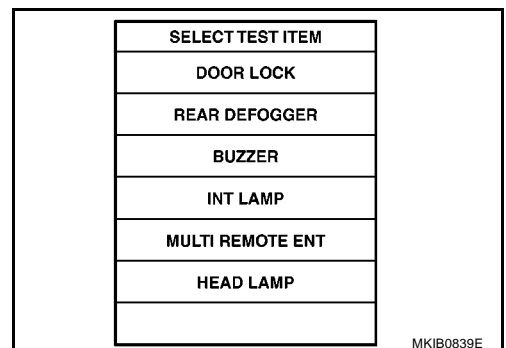 SELECT TEST ITEM
DOOR LOCK
REAR DEFOGGER
BUZZER
INT LAMP
MULTI REMOTE ENT
HEAD LAMP
MKIB0839E